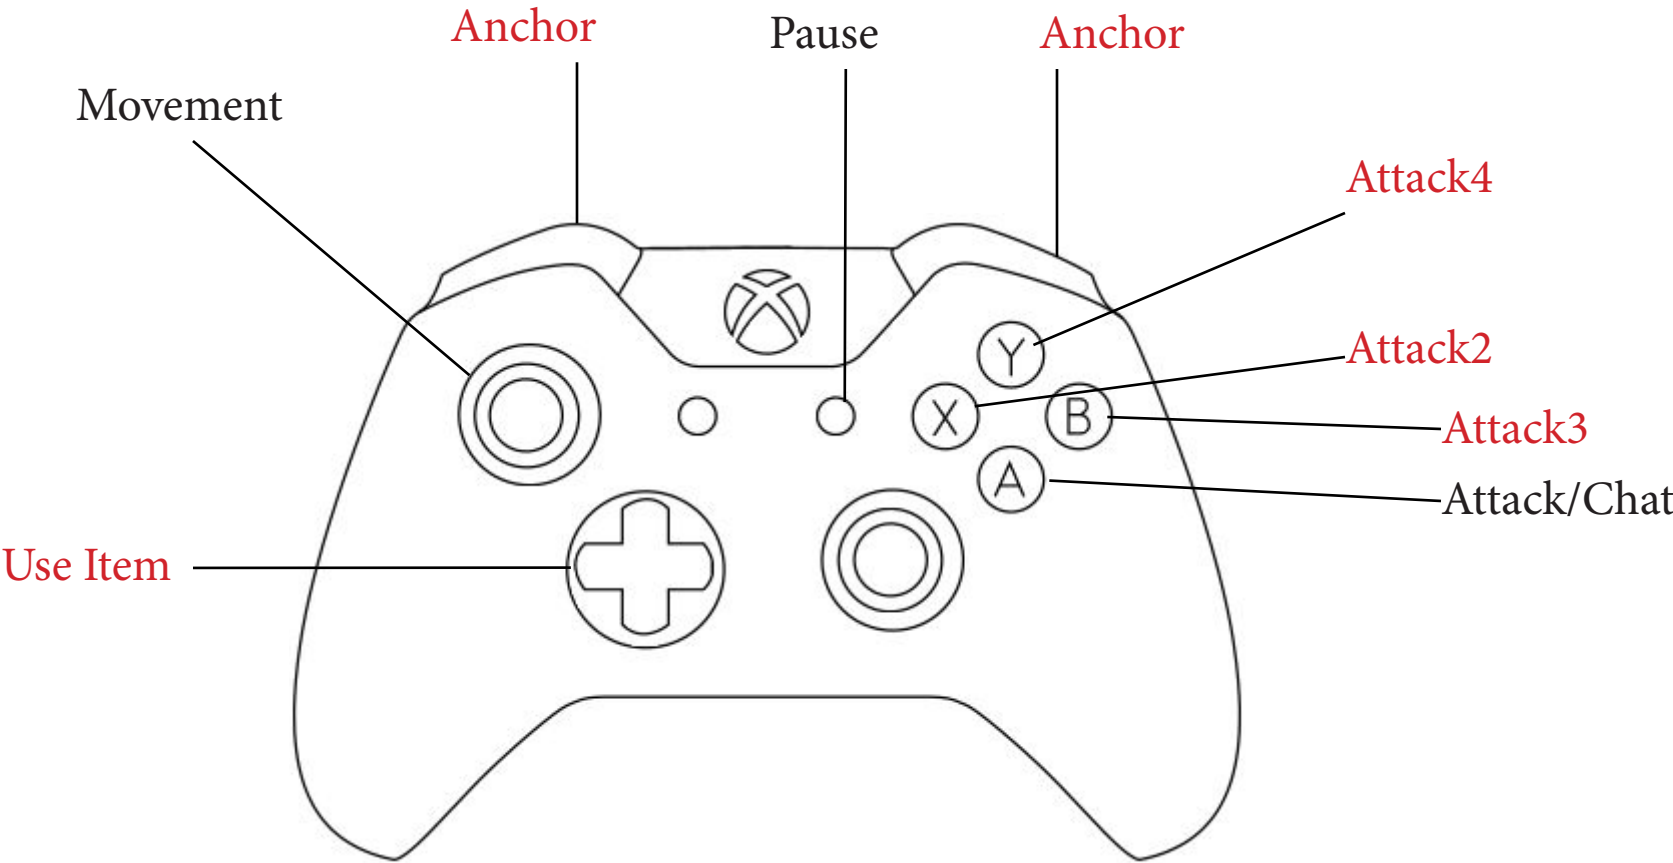 Anchor
Pause
Anchor
Movement
Attack4
Attack2
Attack3
Attack/Chat
Use Item
Y
X
B
A